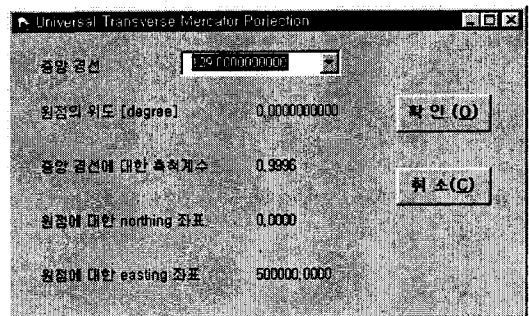 Universal Transverse Mercator Porjection
중앙 경선 129.0000000000
원점의 위도 [degree] 0.0000000000
확 인 (O)
중앙 경선에 대한 축척계수 0.9996
취 소(C)
원점에 대한 northing 좌표 0.0000
원점에 대한 easting 좌표 500000.0000